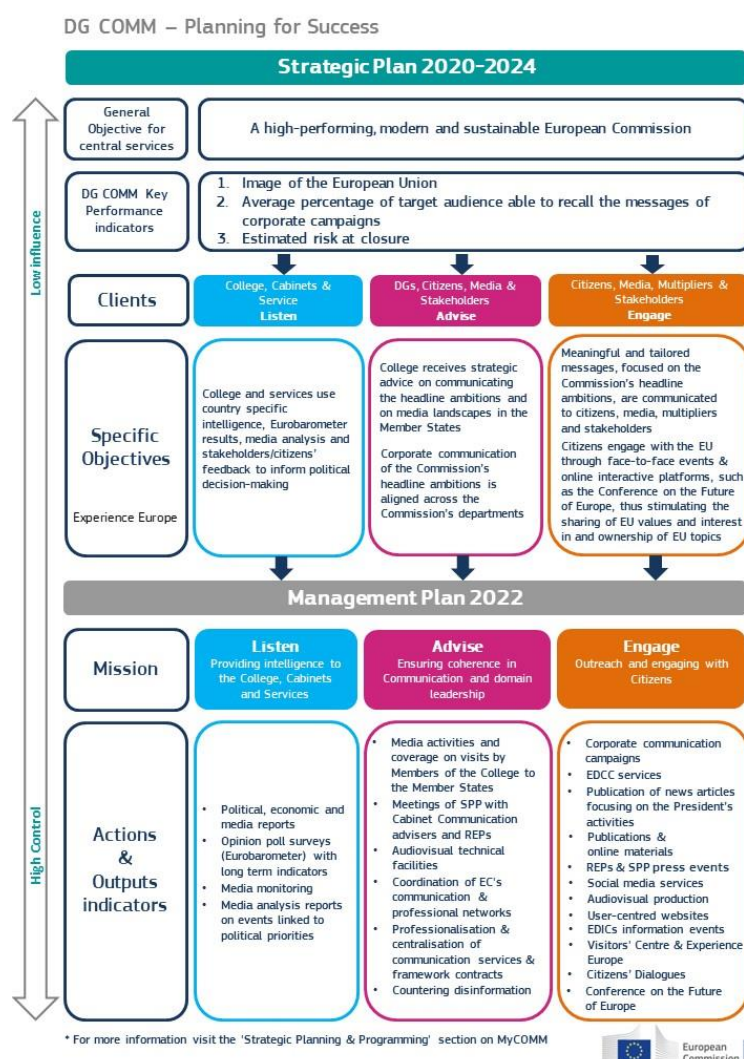 DG COMM – Planning for Success
Strategic Plan 2020-2024
Low influence
High Control
General
Objective for
central services
A high-performing, modern and sustainable European Commission
DG COMM Key
Performance
indicators
1. Image of the European Union
2. Average percentage of target audience able to recall the messages of
corporate campaigns
3. Estimated risk at closure
Clients
College, Cabinets &
Service
Listen
DGs, Citizens, Media &
Stakeholders
Advise
Citizens, Media, Multipliers &
Stakeholders
Engage
Specific
Objectives
Experience Europe
College and services use
country specific
intelligence, Eurobarometer
results, media analysis and
stakeholders/citizens'
feedback to inform political
decision-making
College receives strategic
advice on communicating
the headline ambitions and
on media landscapes in the
Member States
Corporate communication
of the Commission's
headline ambitions is
aligned across the
Commission's departments
Meaningful and tailored
messages, focused on the
Commission's headline
ambitions, are communicated
to citizens, media, multipliers
and stakeholders
Citizens engage with the EU
through face-to-face events &
online interactive platforms, such
as the Conference on the Future
of Europe, thus stimulating the
sharing of EU values and interest
in and ownership of EU topics
Management Plan 2022
Mission
Listen
Providing intelligence to
the College, Cabinets
and Services
Advise
Ensuring coherence in
Communication and domain
leadership
Engage
Outreach and engaging with
Citizens
Actions
&
Outputs
indicators
• Political, economic and
media reports
• Opinion poll surveys
(Eurobarometer) with
long term indicators
• Media monitoring
• Media analysis reports
on events linked to
political priorities
• Media activities and
coverage on visits by
Members of the College to
the Member States
• Meetings of SPP with
Cabinet Communication
advisers and REPs
• Audiovisual technical
facilities
• Coordination of EC's
communication &
professional networks
• Professionalisation &
centralisation of
communication services &
framework contracts
• Countering disinformation
• Corporate communication
campaigns
• EDCC services
• Publication of news articles
focusing on the President's
activities
• Publications &
online materials
• REPs & SPP press events
• Social media services
• Audiovisual production
• User-centred websites
• EDICs information events
• Visitors' Centre & Experience
Europe
• Citizens' Dialogues
• Conference on the Future
of Europe
* For more information visit the 'Strategic Planning & Programming' section on MyCOMM
European
Commission